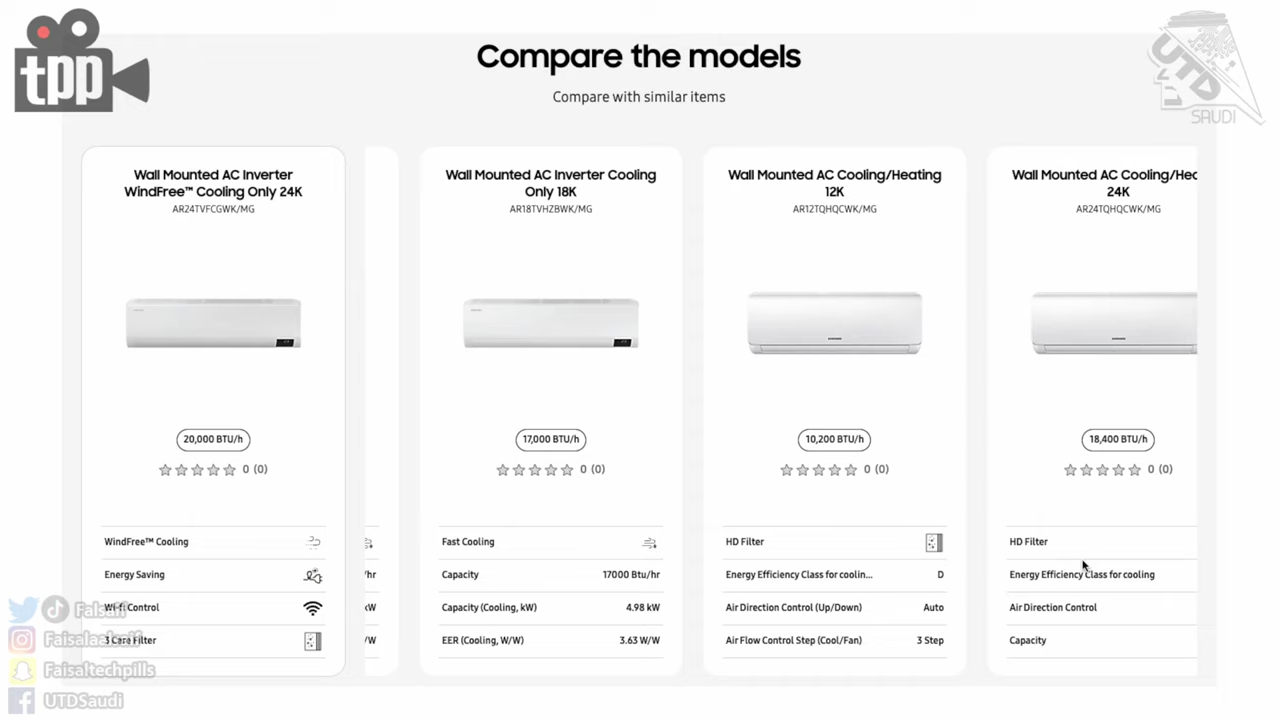 tpp
UTD
SAUDI
Compare the models
Compare with similar items
Wall Mounted AC Inverter
WindFree™ Cooling Only 24K
AR24TVFCGWK/MG
20,000 BTU/h
0 (0)
WindFree™ Cooling
Energy Saving
Wi-fi Control
3 Care Filter
/hr
kW
/W
Wall Mounted AC Inverter Cooling
Only 18K
AR18TVHZBWK/MG
17,000 BTU/h
0 (0)
Fast Cooling
Capacity 17000 Btu/hr
Capacity (Cooling, kW) 4.98 kW
EER (Cooling, W/W) 3.63 W/W
Wall Mounted AC Cooling/Heating
12K
AR12TQHQCWK/MG
SAMSUNG
10,200 BTU/h
0 (0)
HD Filter
Energy Efficiency Class for coolin... D
Air Direction Control (Up/Down) Auto
Air Flow Control Step (Cool/Fan) 3 Step
Wall Mounted AC Cooling/Hea
24K
AR24TQHQCWK/MG
SAMSUNG
18,400 BTU/h
0 (0)
HD Filter
Energy Efficiency Class for cooling
Air Direction Control
Capacity
Falsaif
Faisalaalsaif
Faisaltechpills
UTDSaudi